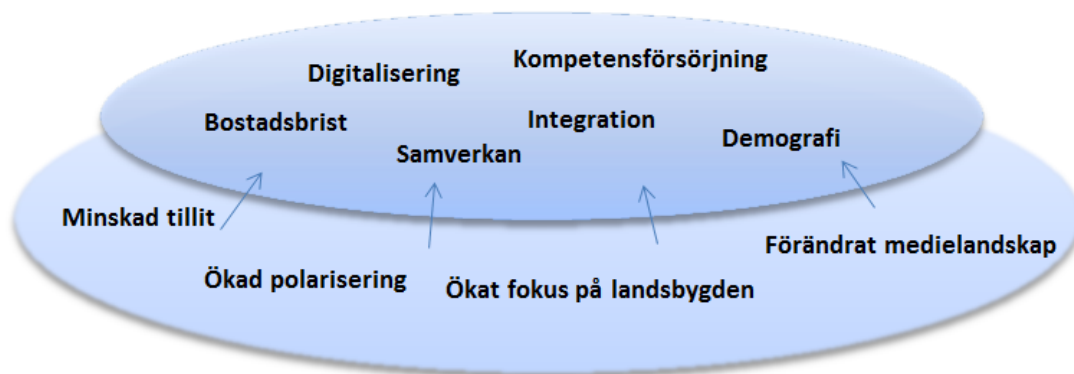 Kompetensförsörjning
Digitalisering
Bostadsbrist
Integration
Demografi
Samverkan
Minskad tillit
Förändrat medielandskap
Ökad polarisering
Ökat fokus på landsbygden